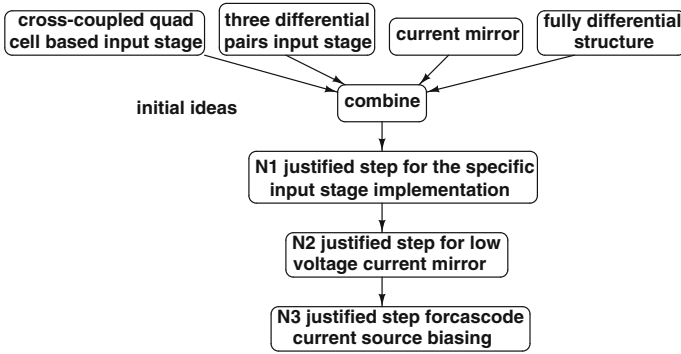 cross-coupled quad
cell based input stage
three differential
pairs input stage
current mirror
fully differential
structure
combine
initial ideas
N1 justified step for the specific
input stage implementation
N2 justified step for low
voltage current mirror
N3 justified step forcascode
current source biasing